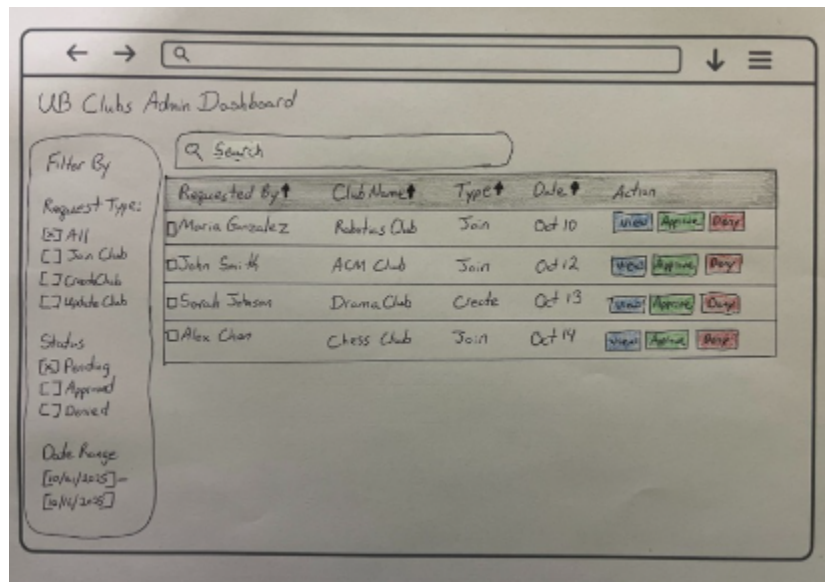 UB Clubs Admin Dashboard
Search
Filter By
Request Type:
[x] All
[ ] Join Club
[ ] Create Club
[ ] Update Club
Status
[x] Pending
[ ] Approved
[ ] Denied
Date Range
[10/01/2025]-
Requested By↑ Club Name↑ Type↑ Date↑ Action
Maria Gonzalez Robotics Club Join Oct 10 View Approve Deny
John Smith ACM Club Join Oct 12 View Approve Deny
Sarah Johnson Drama Club Create Oct 13 View Approve Deny
Alex Chan Chess Club Join Oct 14 View Approve Deny